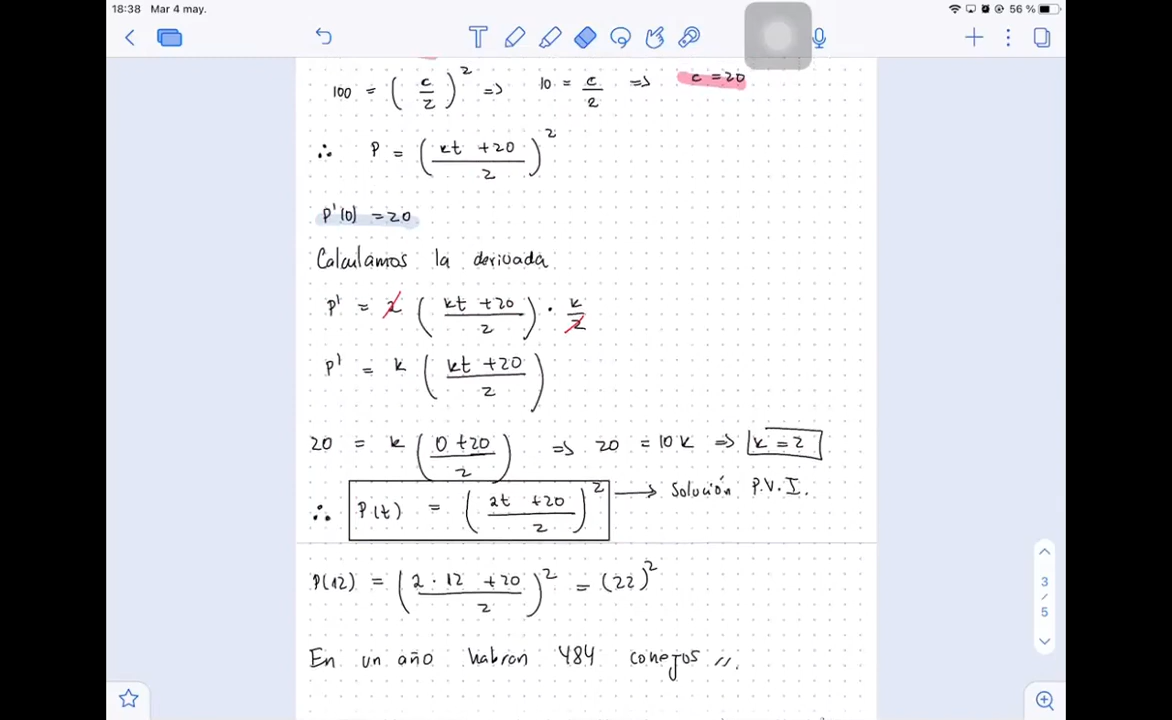 18:38 Mar 4 may. 56 %
100 = (c/2)² => 10 = c/2 => c = 20
∴ P = ((kt + 20)/2)²
P'(0) = 20
Calculamos la derivada
P' = 2 ((kt + 20)/2) · k/2
P' = k ((kt + 20)/2)
20 = k ((0 + 20)/2) => 20 = 10 k => k = 2
∴ P(t) = ((2t + 20)/2)² → Solución P.V.I.
P(12) = ((2 · 12 + 20)/2)² = (22)²
En un año habran 484 conejos //.
3
/
5